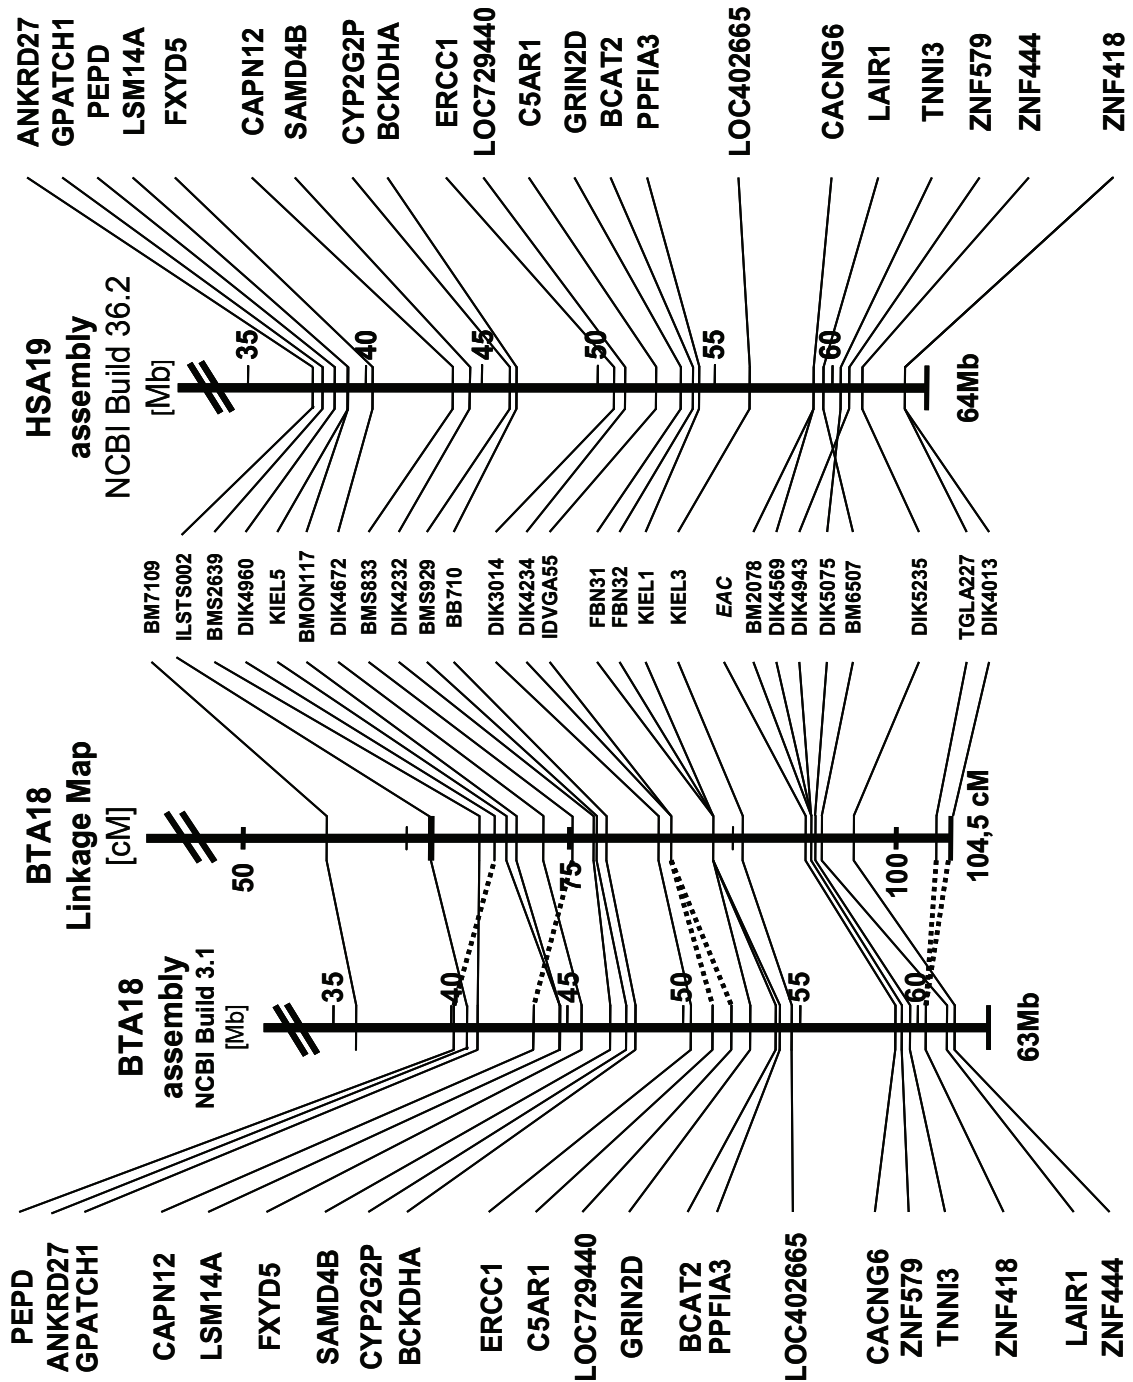 ANKRD27
GPATCH1
PEPD
LSM14A
FXYD5
CAPN12
SAMD4B
CYP2G2P
BCKDHA
ERCC1
LOC729440
C5AR1
GRIN2D
BCAT2
PPFIA3
LOC402665
CACNG6
LAIR1
TNNI3
ZNF579
ZNF444
ZNF418
HSA19
assembly
NCBI Build 36.2
[Mb]
35
40
45
50
55
60
64Mb
BM7109
ILSTS002
BMS2639
DIK4960
KIEL5
BMON117
DIK4672
BMS833
DIK4232
BMS929
BB710
DIK3014
DIK4234
IDVGA55
FBN31
FBN32
KIEL1
KIEL3
EAC
BM2078
DIK4569
DIK4943
DIK5075
BM6507
DIK5235
TGLA227
DIK4013
BTA18
Linkage Map
[cM]
50
75
100
104,5 cM
BTA18
assembly
NCBI Build 3.1
[Mb]
35
40
45
50
55
60
63Mb
PEPD
ANKRD27
GPATCH1
CAPN12
LSM14A
FXYD5
SAMD4B
CYP2G2P
BCKDHA
ERCC1
C5AR1
LOC729440
GRIN2D
BCAT2
PPFIA3
LOC402665
CACNG6
ZNF579
TNNI3
ZNF418
LAIR1
ZNF444